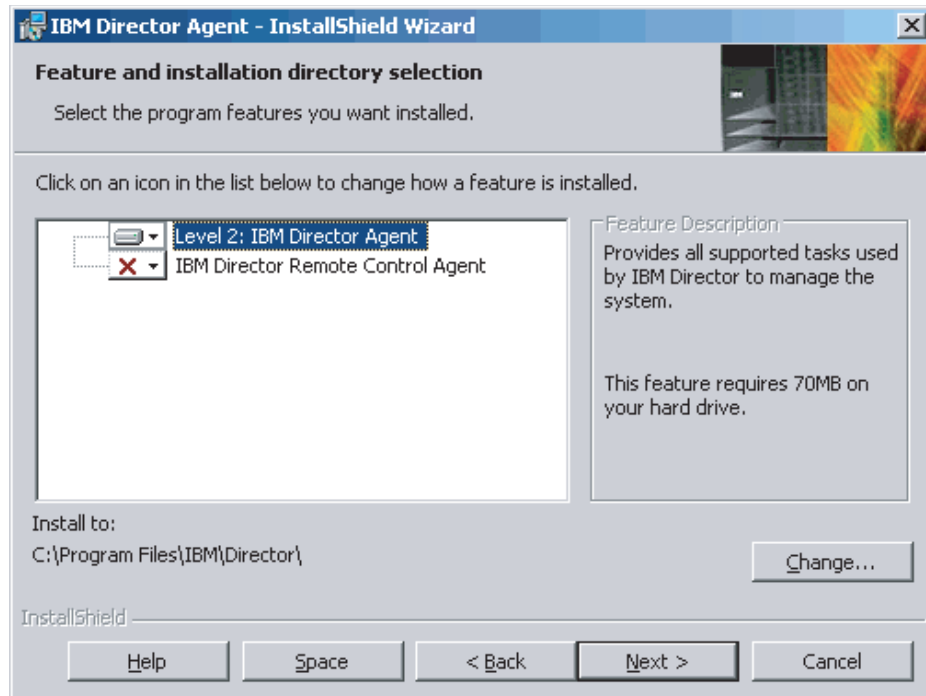 IBM Director Agent - InstallShield Wizard
Feature and installation directory selection
Select the program features you want installed.
Click on an icon in the list below to change how a feature is installed.
Level 2: IBM Director Agent
IBM Director Remote Control Agent
Feature Description
Provides all supported tasks used
by IBM Director to manage the
system.
This feature requires 70MB on
your hard drive.
Install to:
C:\Program Files\IBM\Director\
Change...
InstallShield
Help
Space
< Back
Next >
Cancel